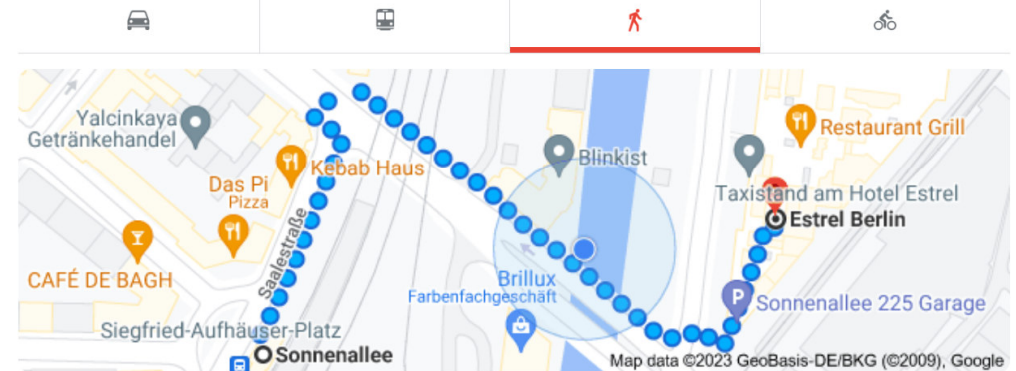 Yalcinkaya
Getränkehandel
Kebab Haus
Das Pi
Pizza
Saalestraße
CAFÉ DE BAGH
Siegfried-Aufhäuser-Platz
Sonnenallee
Blinkist
Brillux
Farbenfachgeschäft
Restaurant Grill
Taxistand am Hotel Estrel
Estrel Berlin
P
Sonnenallee 225 Garage
Map data ©2023 GeoBasis-DE/BKG (©2009), Google